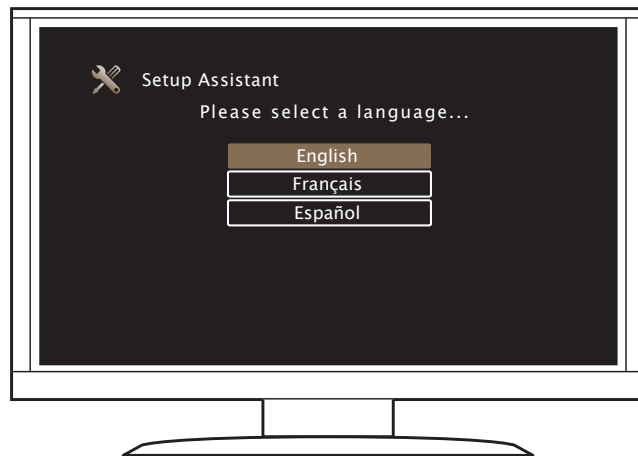 Setup Assistant
Please select a language...
English
Français
Español